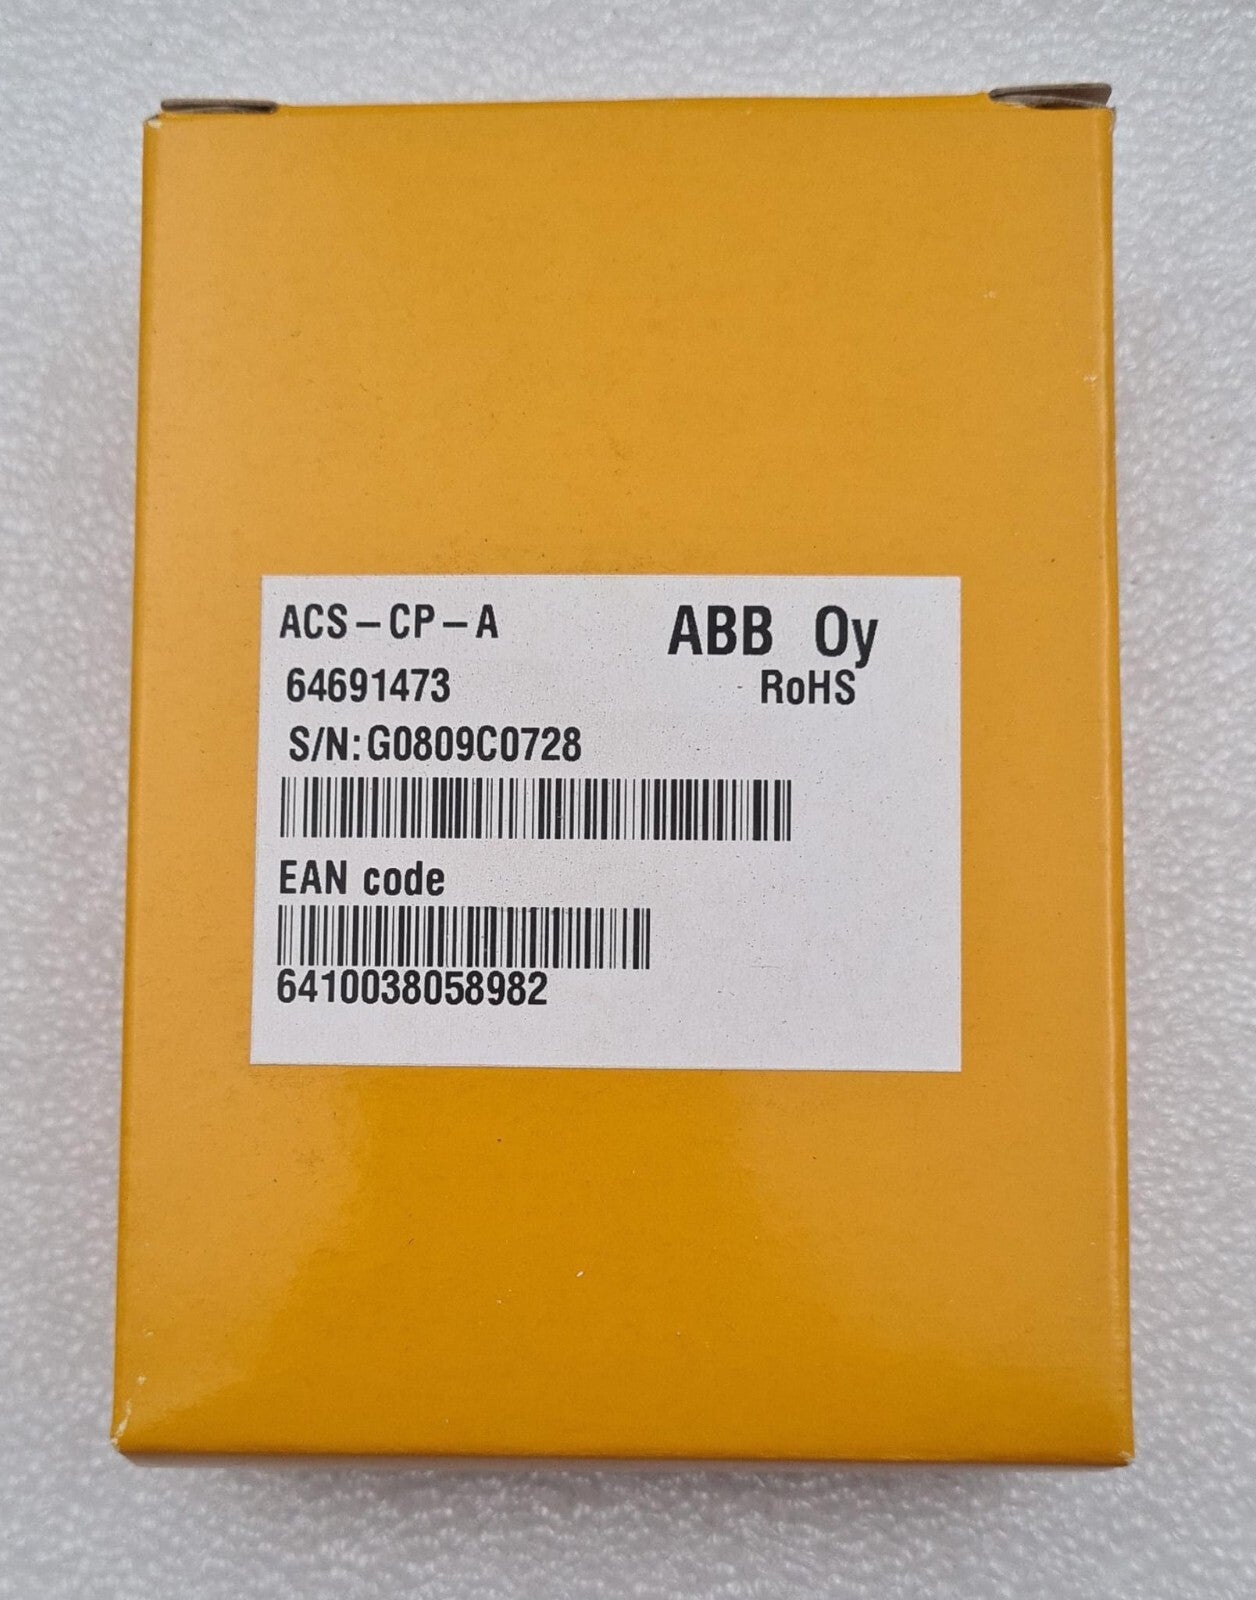 ACS-CP-A ABB Oy
64691473 RoHS
S/N:G0809C0728
EAN code
6410038058982